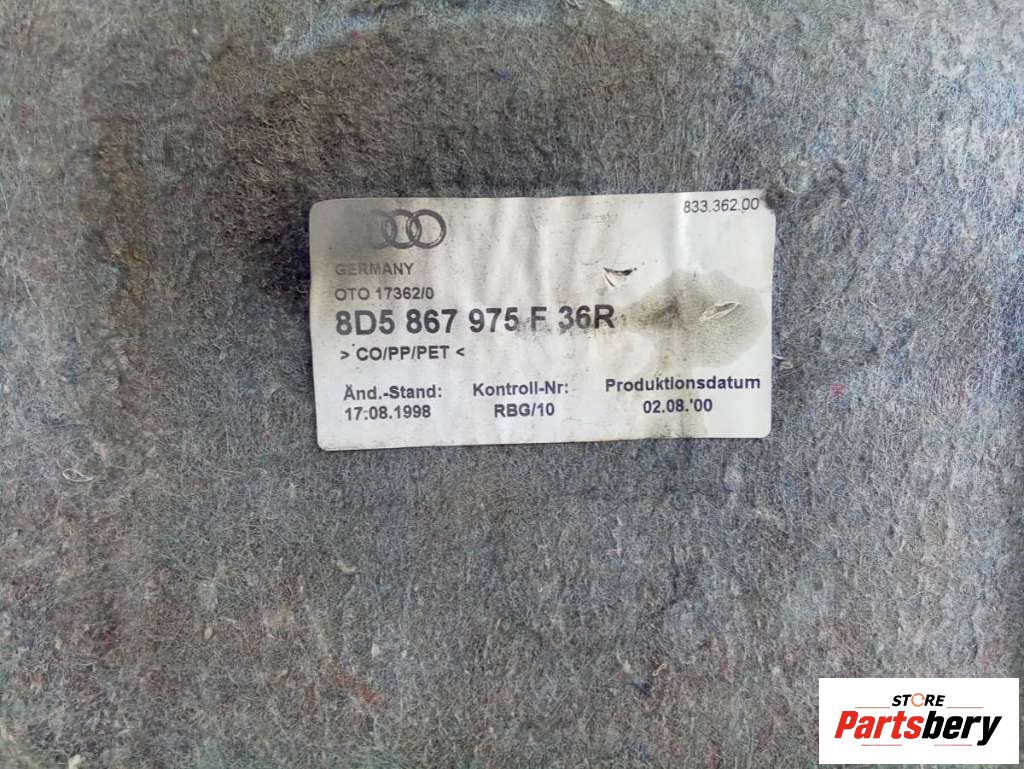 833.362.00
GERMANY
OTO 17362/0
8D5 867 975 F 36R
> CO/PP/PET <
Änd.-Stand: Kontroll-Nr: Produktionsdatum
17.08.1998 RBG/10 02.08.'00
STORE
Partsbery